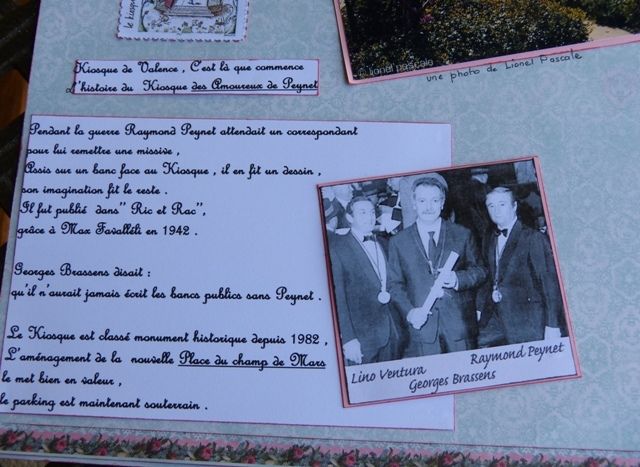 le kiosque
lionel pascale
une photo de Lionel Pascale
Kiosque de Valence , C'est là que commence
L'histoire du Kiosque des Amoureux de Peynet
Pendant la guerre Raymond Peynet attendait un correspondant
pour lui remettre une missive ,
Assis sur un banc face au Kiosque , il en fit un dessin ,
son imagination fit le reste .
Il fut publié dans" Ric et Rac",
grâce à Max Favalléli en 1942 .
Georges Brassens disait :
qu'il n'aurait jamais écrit les bancs publics sans Peynet .
Le Kiosque est classé monument historique depuis 1982 ,
L'aménagement de la nouvelle Place du champ de Mars
le met bien en valeur ,
le parking est maintenant souterrain .
Lino Ventura
Georges Brassens
Raymond Peynet